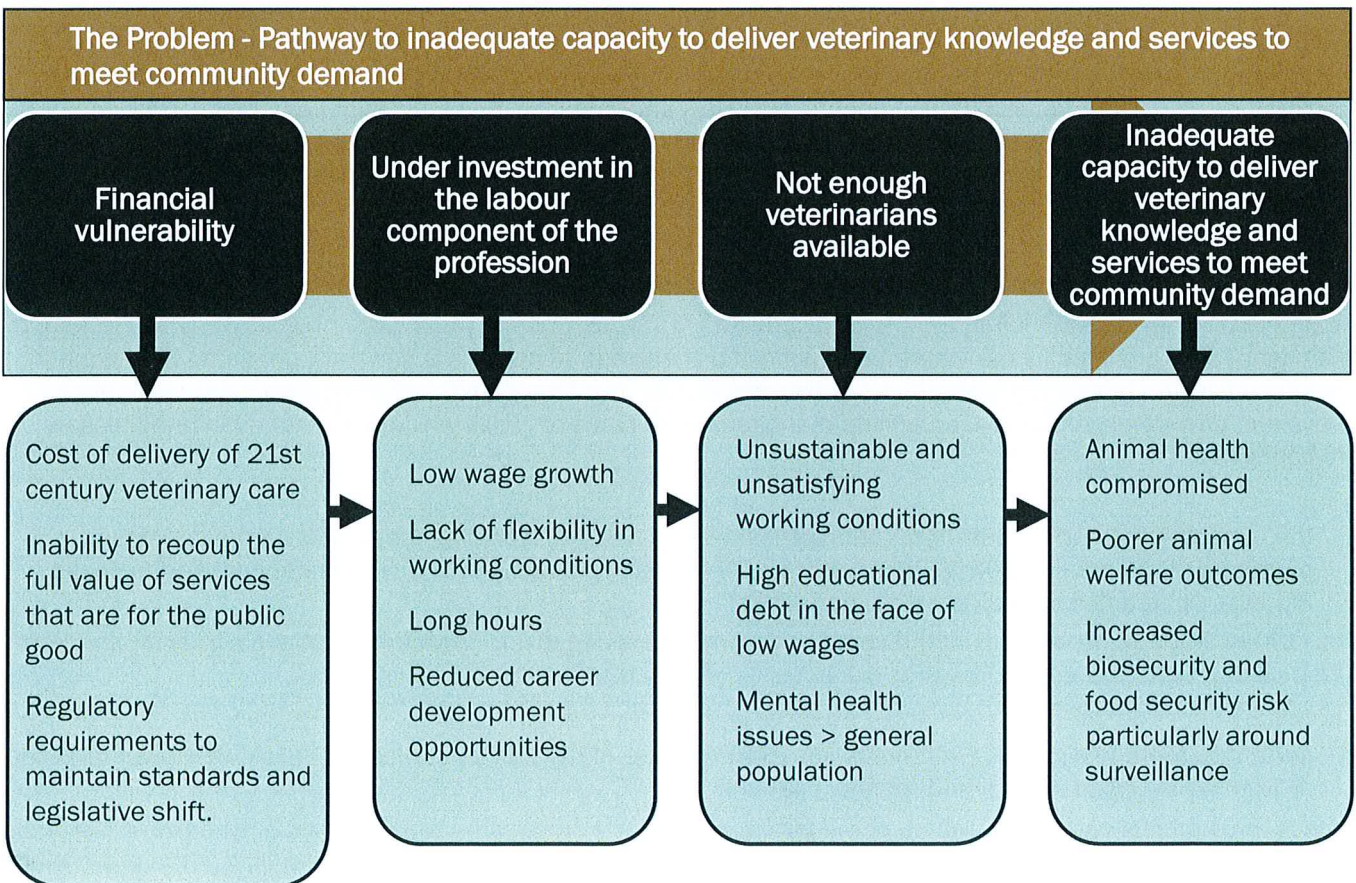 The Problem - Pathway to inadequate capacity to deliver veterinary knowledge and services to
meet community demand
Financial
vulnerability
Under investment in
the labour
component of the
profession
Not enough
veterinarians
available
Inadequate
capacity to deliver
veterinary
knowledge and
services to meet
community demand
Cost of delivery of 21st
century veterinary care
Inability to recoup the
full value of services
that are for the public
good
Regulatory
requirements to
maintain standards and
legislative shift.
Low wage growth
Lack of flexibility in
working conditions
Long hours
Reduced career
development
opportunities
Unsustainable and
unsatisfying
working conditions
High educational
debt in the face of
low wages
Mental health
issues > general
population
Animal health
compromised
Poorer animal
welfare outcomes
Increased
biosecurity and
food security risk
particularly around
surveillance